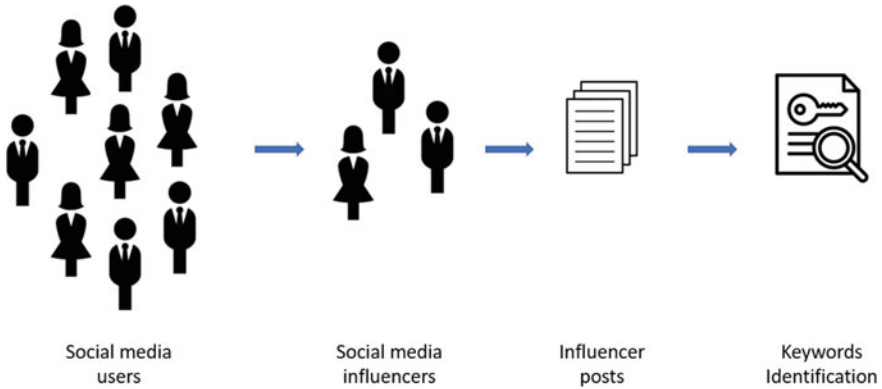 Social media
users
Social media
influencers
Influencer
posts
Keywords
Identification